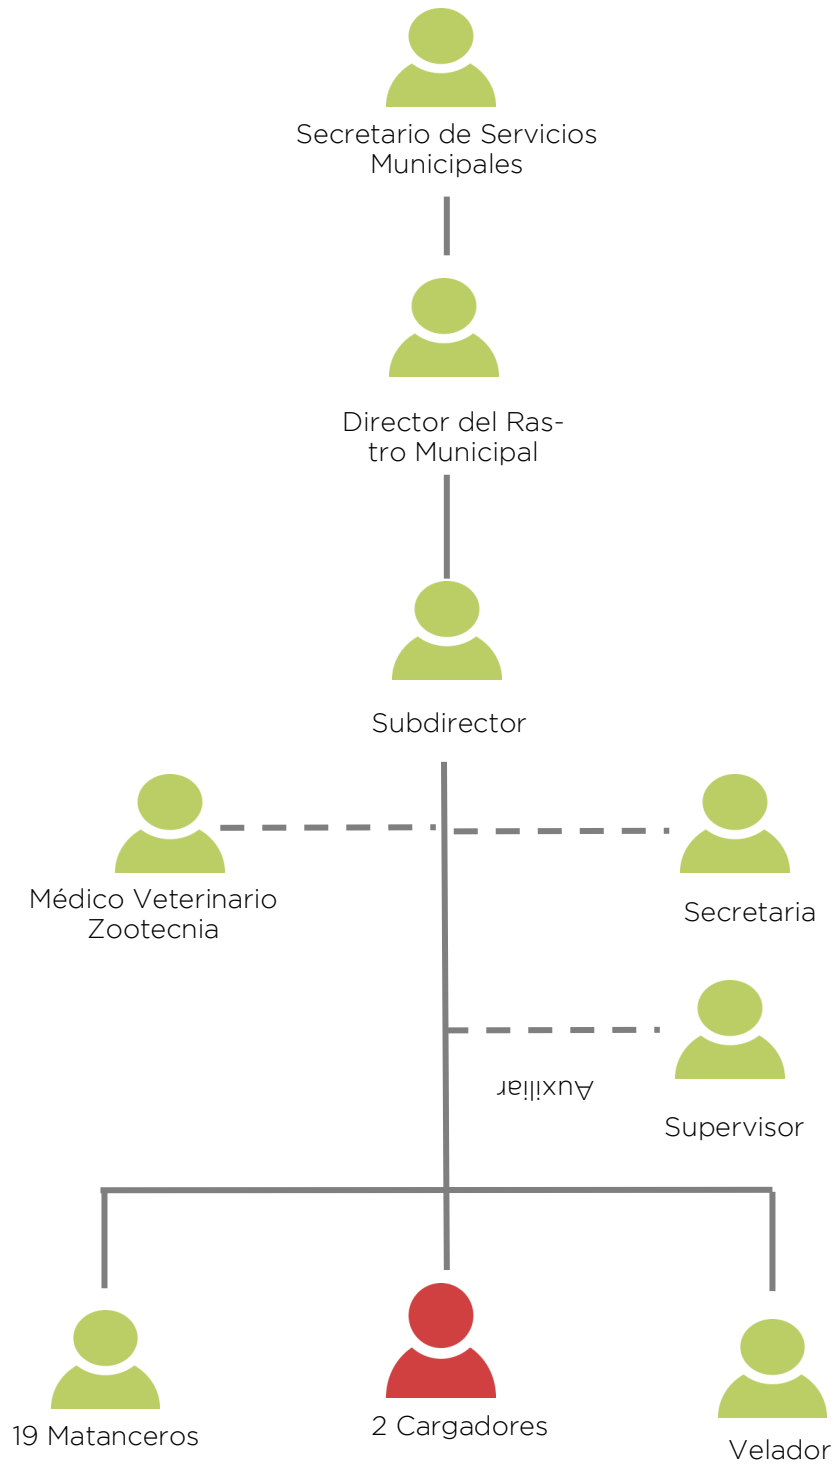 Secretario de Servicios
Municipales
Director del Ras-
tro Municipal
Subdirector
Médico Veterinario
Zootecnia
Secretaria
Auxiliar
Supervisor
19 Matanceros
2 Cargadores
Velador